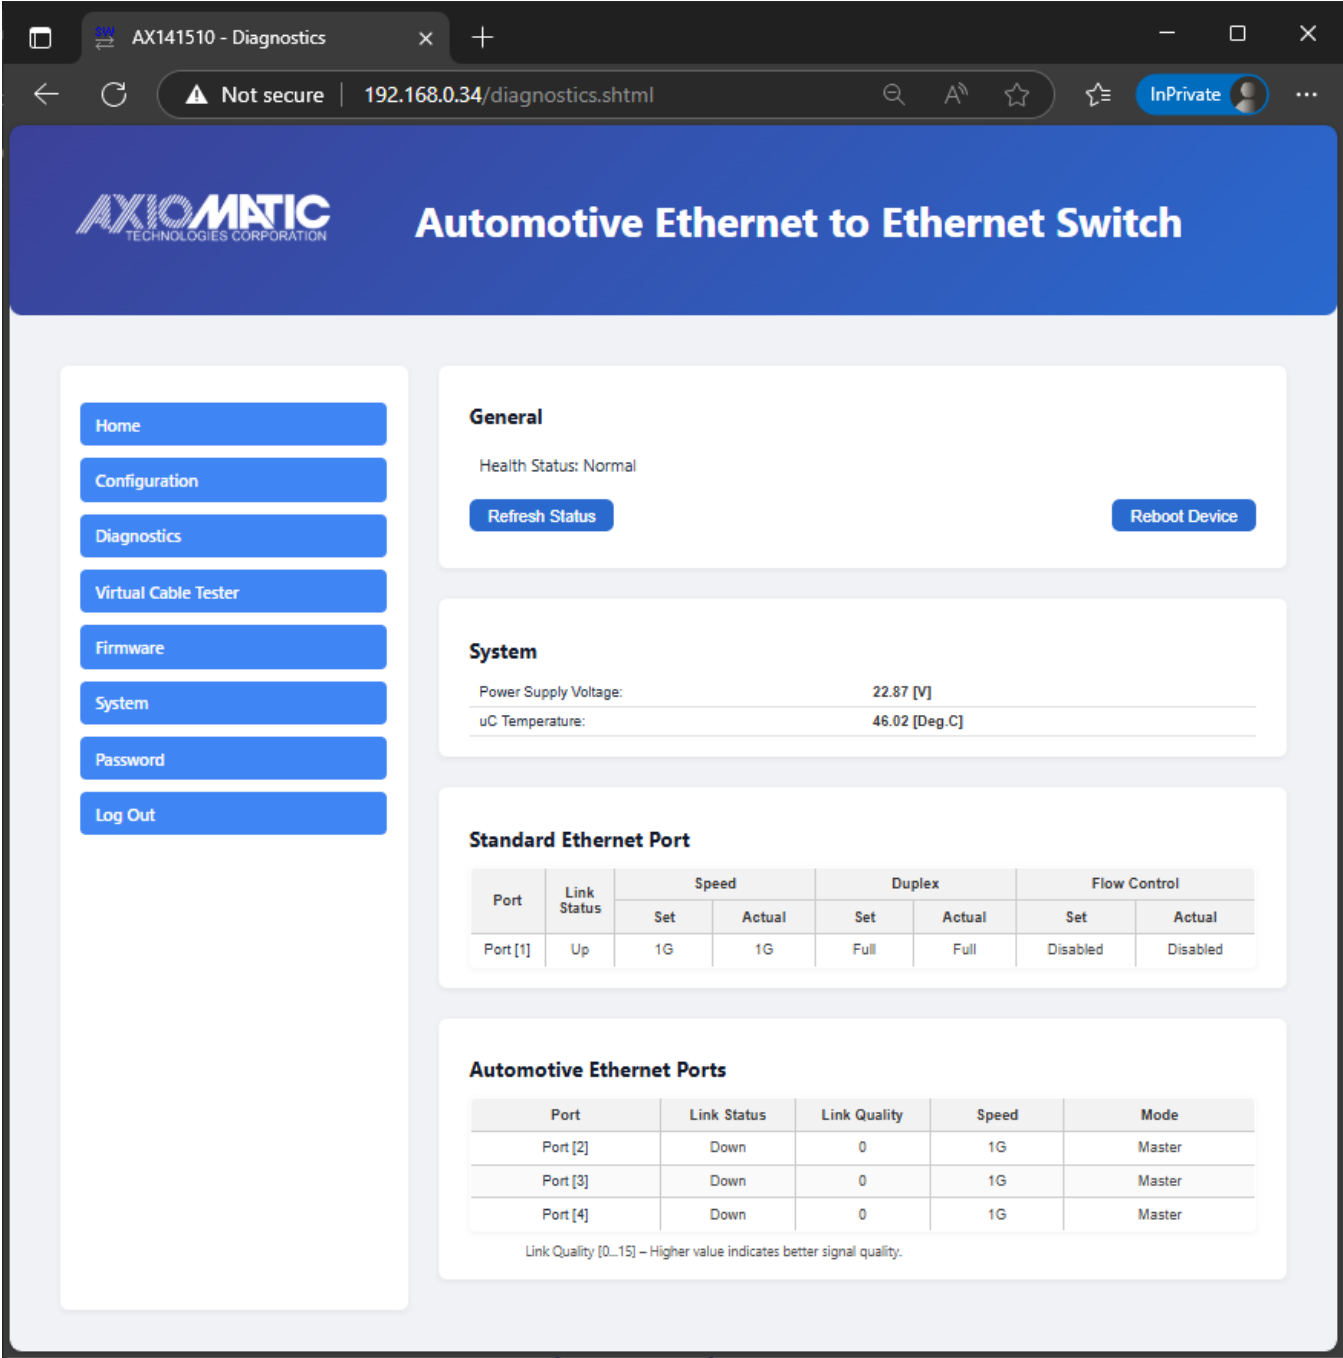 SW
AX141510 - Diagnostics
Not secure
192.168.0.34/diagnostics.shtml
InPrivate
AXIOMATIC
TECHNOLOGIES CORPORATION
Automotive Ethernet to Ethernet Switch
Home
Configuration
Diagnostics
Virtual Cable Tester
Firmware
System
Password
Log Out
General
Health Status: Normal
Refresh Status
Reboot Device
System
Power Supply Voltage: 22.87 [V]
uC Temperature: 46.02 [Deg.C]
Standard Ethernet Port
Port Link Status Speed Duplex Flow Control
Set Actual Set Actual Set Actual
Port [1] Up 1G 1G Full Full Disabled Disabled
Automotive Ethernet Ports
Port Link Status Link Quality Speed Mode
Port [2] Down 0 1G Master
Port [3] Down 0 1G Master
Port [4] Down 0 1G Master
Link Quality [0...15] – Higher value indicates better signal quality.